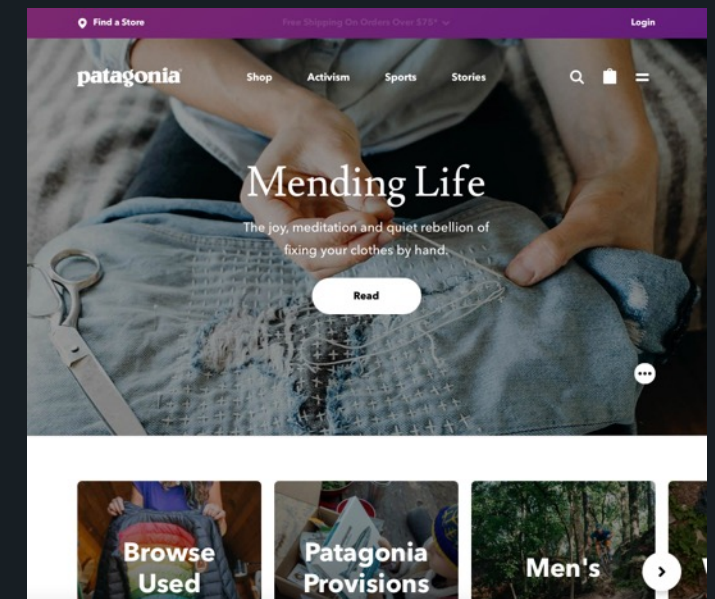 Find a Store
Free Shipping On Orders Over $75*
Login
patagonia
Shop
Activism
Sports
Stories
Mending Life
The joy, meditation and quiet rebellion of
fixing your clothes by hand.
Read
Browse
Used
Patagonia
Provisions
Men's